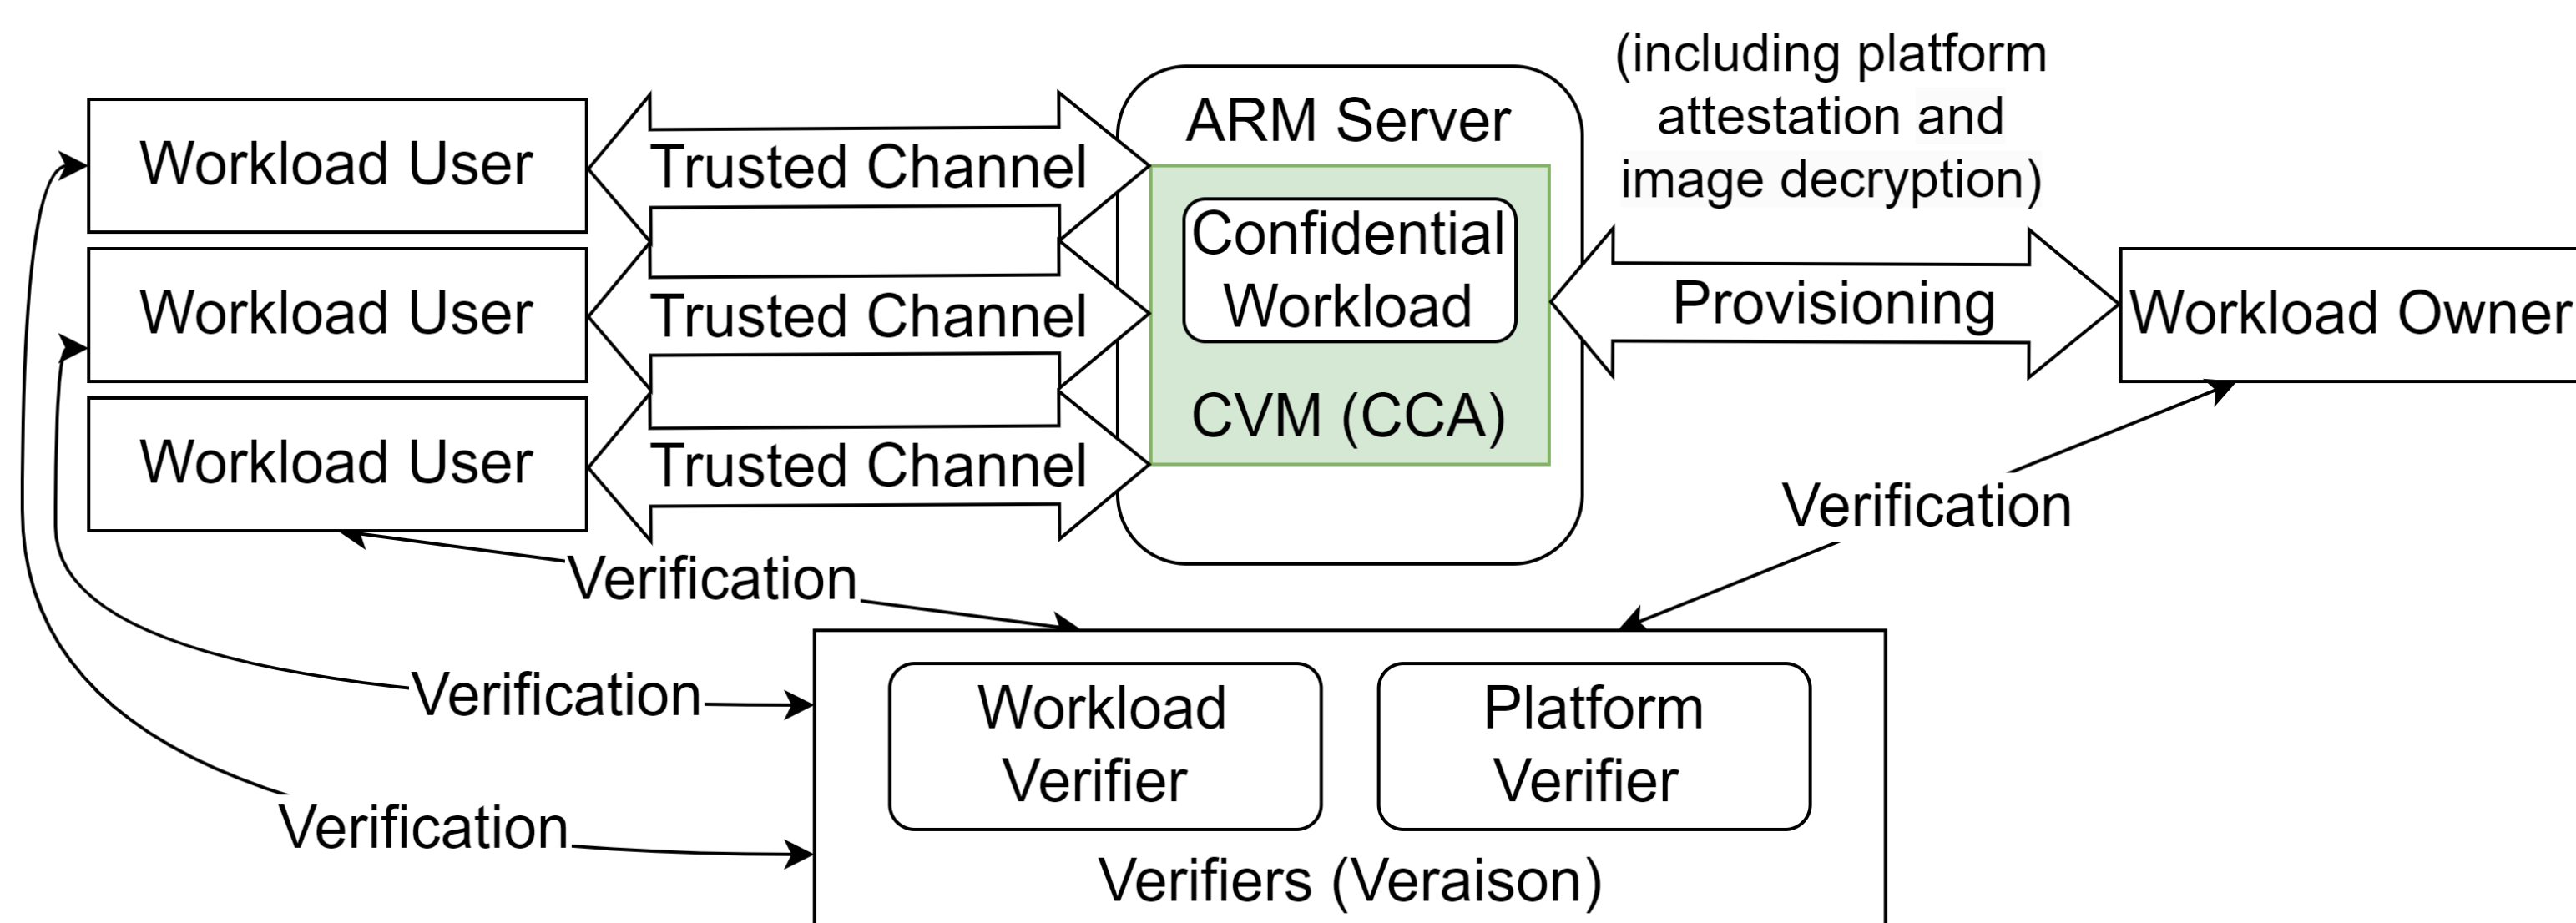 (including platform
attestation and
image decryption)
ARM Server
Workload User
Trusted Channel
Confidential
Workload
Workload User
Trusted Channel
Provisioning
Workload Owner
CVM (CCA)
Workload User
Trusted Channel
Verification
Verification
Verification
Verification
Workload
Verifier
Platform
Verifier
Verifiers (Veraison)